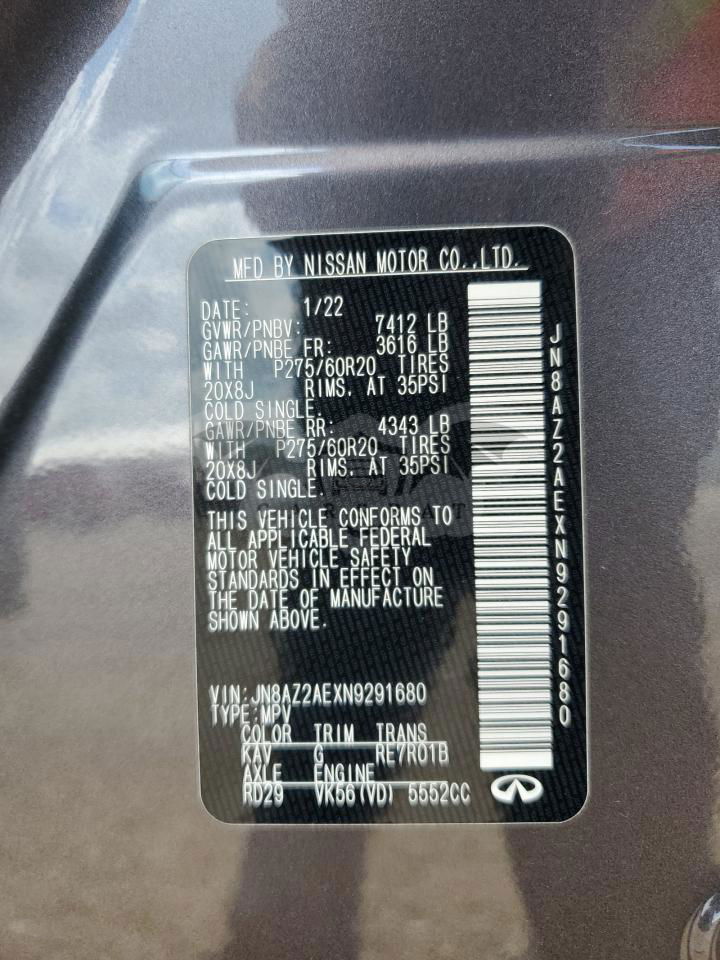 MFD BY NISSAN MOTOR CO.,LTD.
DATE: 1/22
GVWR/PNBV: 7412 LB
GAWR/PNBE FR: 3616 LB
WITH P275/60R20 TIRES
20X8J RIMS, AT 35PSI
COLD SINGLE.
GAWR/PNBE RR: 4343 LB
WITH P275/60R20 TIRES
20X8J RIMS, AT 35PSI
COLD SINGLE.
THIS VEHICLE CONFORMS TO
ALL APPLICABLE FEDERAL
MOTOR VEHICLE SAFETY
STANDARDS IN EFFECT ON
THE DATE OF MANUFACTURE
SHOWN ABOVE.
VIN:JN8AZ2AEXN9291680
TYPE:MPV
COLOR TRIM TRANS
KAV G RE7R01B
AXLE ENGINE
RD29 VK56(VD) 5552CC
JN8AZ2AEXN9291680